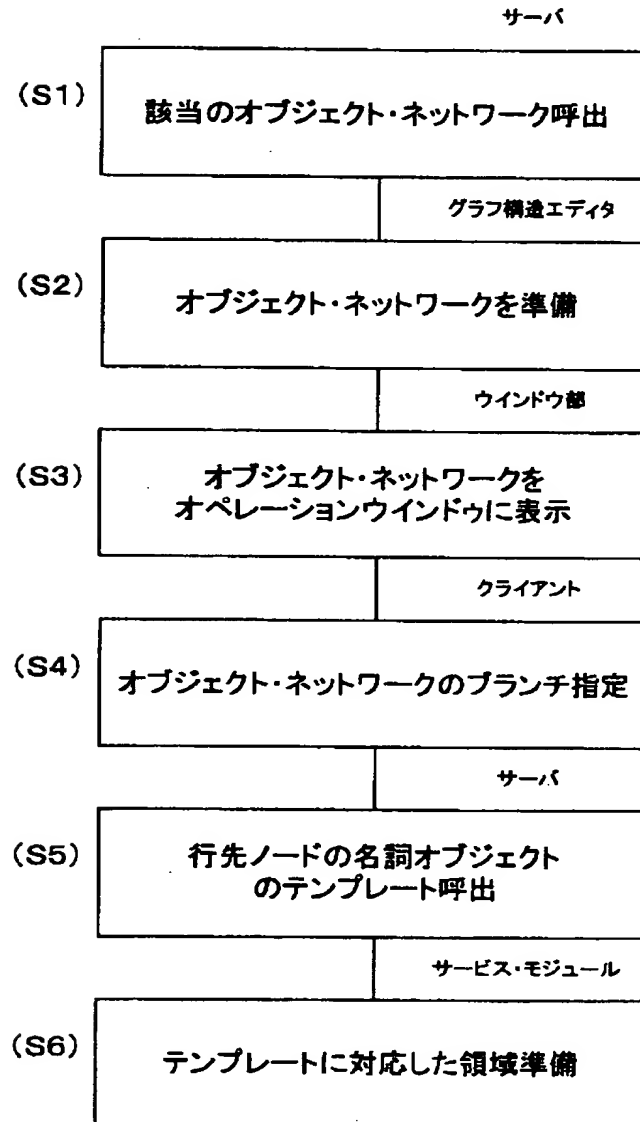 サーバ
(S1)
該当のオブジェクト・ネットワーク呼出
グラフ構造エディタ
(S2)
オブジェクト・ネットワークを準備
ウインドウ部
(S3)
オブジェクト・ネットワークを
オペレーションウインドゥに表示
クライアント
(S4)
オブジェクト・ネットワークのブランチ指定
サーバ
(S5)
行先ノードの名詞オブジェクト
のテンプレート呼出
サービス・モジュール
(S6)
テンプレートに対応した領域準備